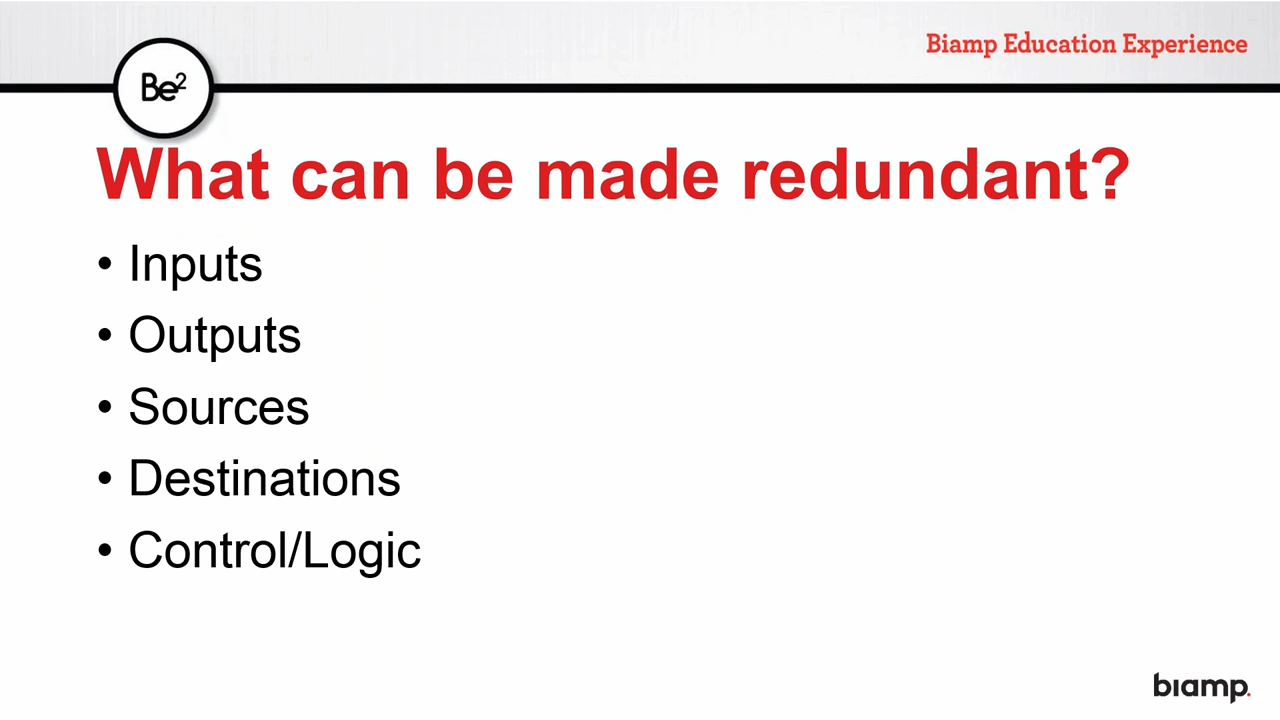 Biamp Education Experience
Be²
What can be made redundant?
• Inputs
• Outputs
• Sources
• Destinations
• Control/Logic
biamp.